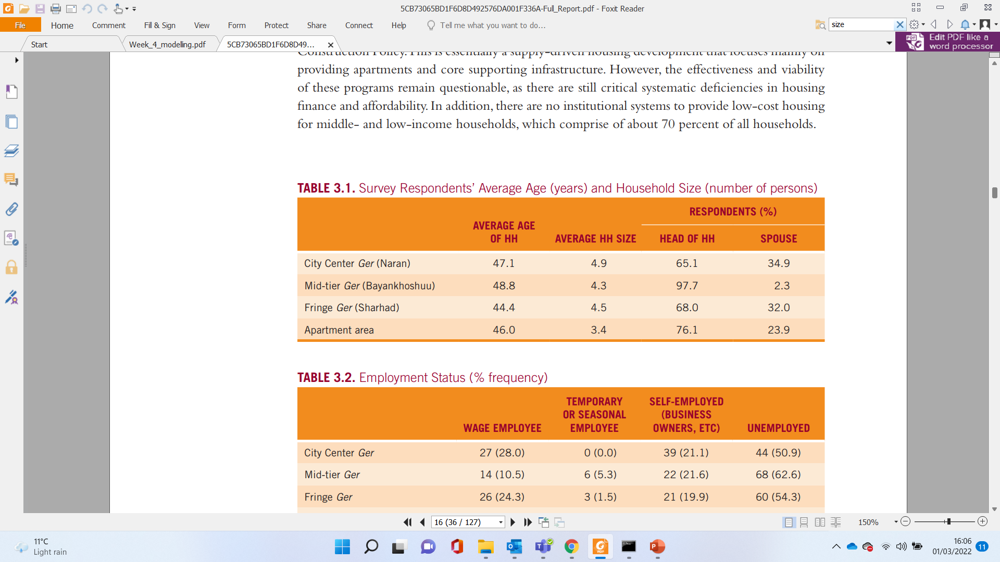 5CB73065BD1F6D8D492576DA001F336A-Full_Report.pdf - Foxit Reader
File Home Comment Fill & Sign View Form Protect Share Connect Help Tell me what you want to do... size
Start Week_4_modelling.pdf 5CB73065BD1F6D8D49... Edit PDF like a
word processor
Construction Policy. This is essentially a supply-driven housing development that focuses mainly on
providing apartments and core supporting infrastructure. However, the effectiveness and viability
of these programs remain questionable, as there are still critical systematic deficiencies in housing
finance and affordability. In addition, there are no institutional systems to provide low-cost housing
for middle- and low-income households, which comprise of about 70 percent of all households.
TABLE 3.1. Survey Respondents' Average Age (years) and Household Size (number of persons)
RESPONDENTS (%)
AVERAGE AGE
OF HH AVERAGE HH SIZE HEAD OF HH SPOUSE
City Center Ger (Naran) 47.1 4.9 65.1 34.9
Mid-tier Ger (Bayankhoshuu) 48.8 4.3 97.7 2.3
Fringe Ger (Sharhad) 44.4 4.5 68.0 32.0
Apartment area 46.0 3.4 76.1 23.9
TABLE 3.2. Employment Status (% frequency)
TEMPORARY SELF-EMPLOYED
OR SEASONAL (BUSINESS
WAGE EMPLOYEE EMPLOYEE OWNERS, ETC) UNEMPLOYED
City Center Ger 27 (28.0) 0 (0.0) 39 (21.1) 44 (50.9)
Mid-tier Ger 14 (10.5) 6 (5.3) 22 (21.6) 68 (62.6)
Fringe Ger 26 (24.3) 3 (1.5) 21 (19.9) 60 (54.3)
16 (36 / 127) 150%
11°C
Light rain
16:06
01/03/2022 11